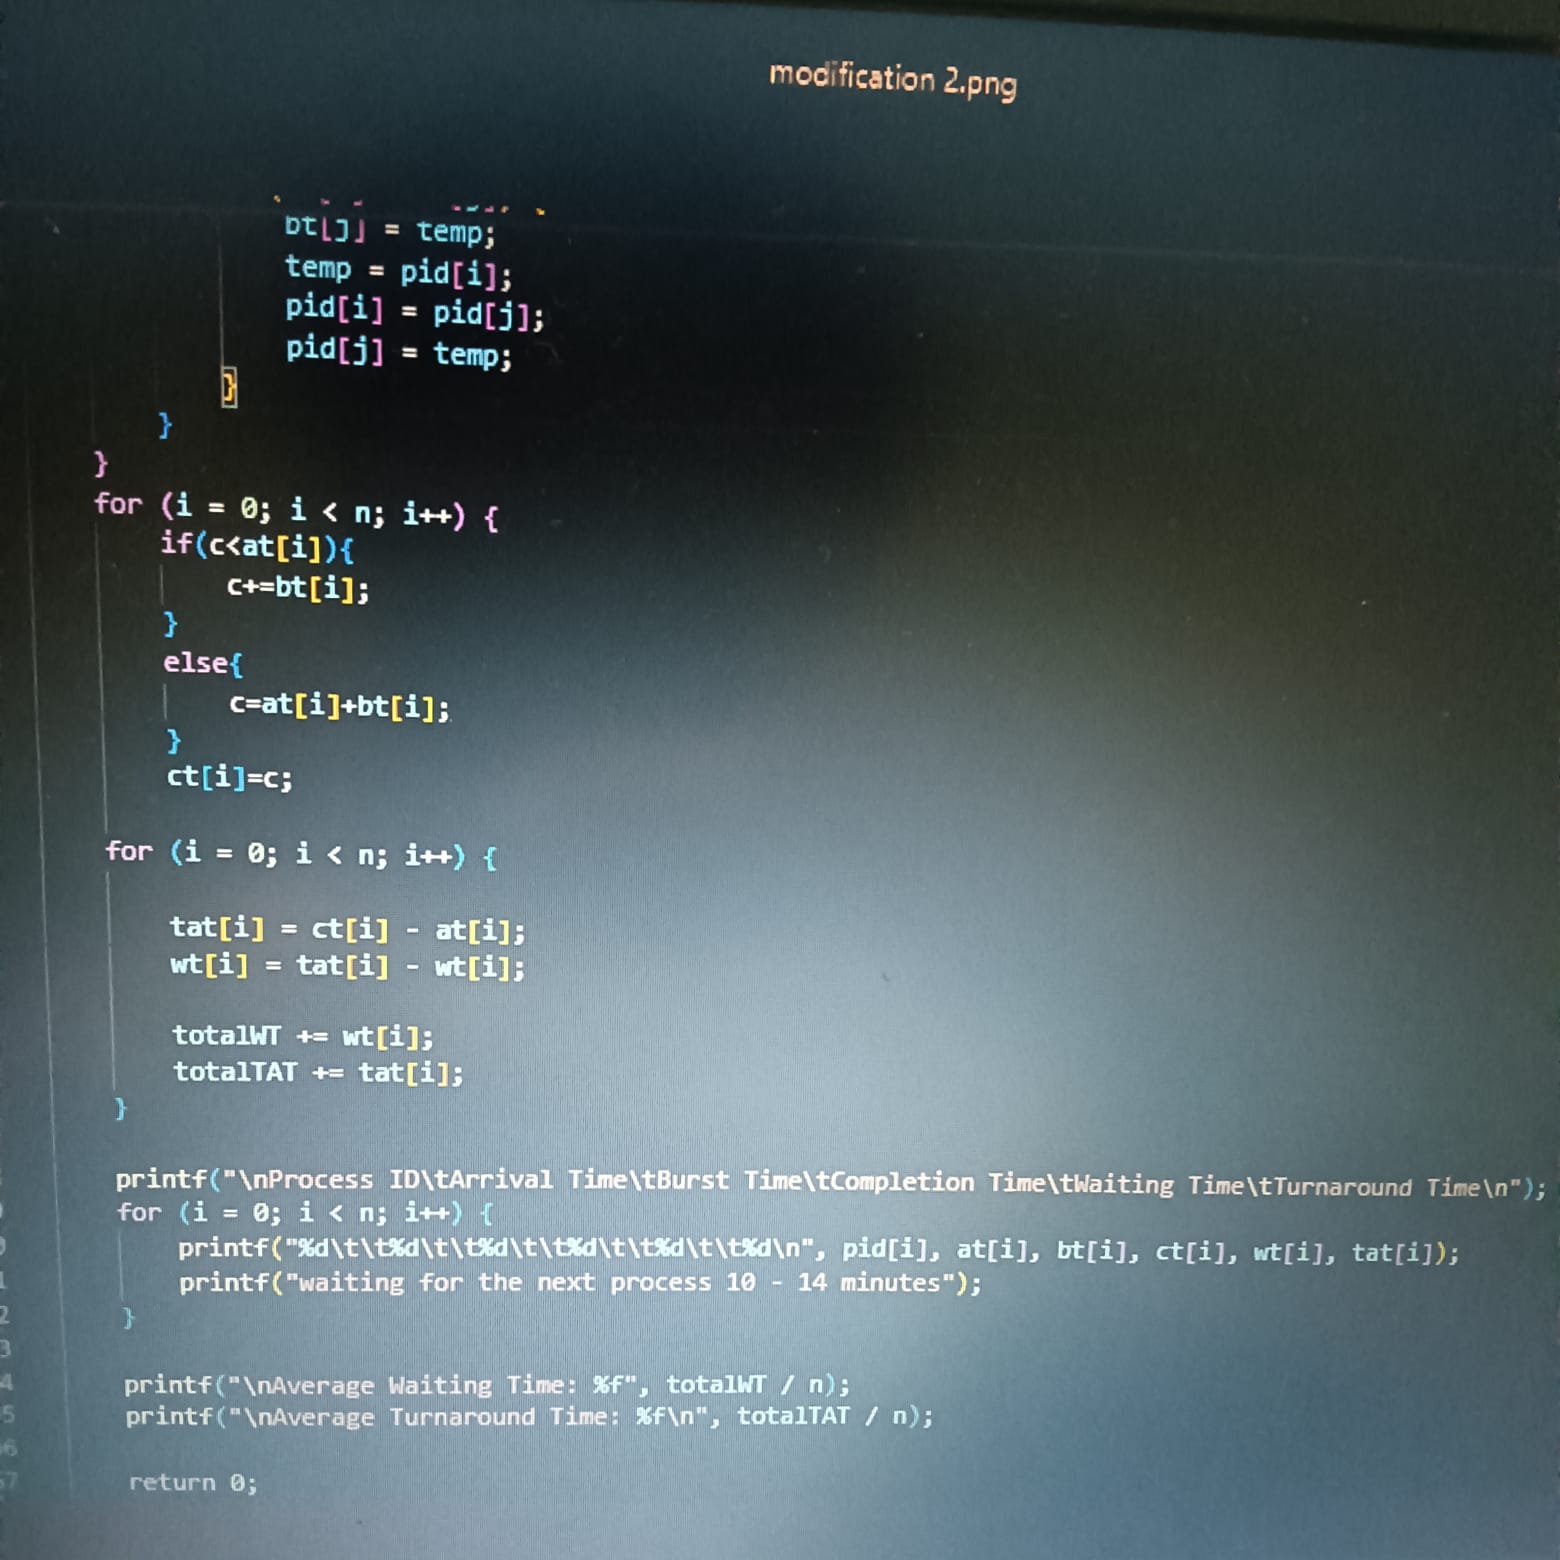 modification 2.png
bt[j] = temp;
temp = pid[i];
pid[i] = pid[j];
pid[j] = temp;
}
}
}
for (i = 0; i < n; i++) {
if(c<at[i]){
c+=bt[i];
}
else{
c=at[i]+bt[i];
}
ct[i]=c;
for (i = 0; i < n; i++) {
tat[i] = ct[i] - at[i];
wt[i] = tat[i] - wt[i];
totalWT += wt[i];
totalTAT += tat[i];
}
printf("\nProcess ID\tArrival Time\tBurst Time\tCompletion Time\tWaiting Time\tTurnaround Time\n");
for (i = 0; i < n; i++) {
printf("%d\t\t%d\t\t%d\t\t%d\t\t%d\t\t%d\n", pid[i], at[i], bt[i], ct[i], wt[i], tat[i]);
printf("waiting for the next process 10 - 14 minutes");
}
printf("\nAverage Waiting Time: %f", totalWT / n);
printf("\nAverage Turnaround Time: %f\n", totalTAT / n);
return 0;